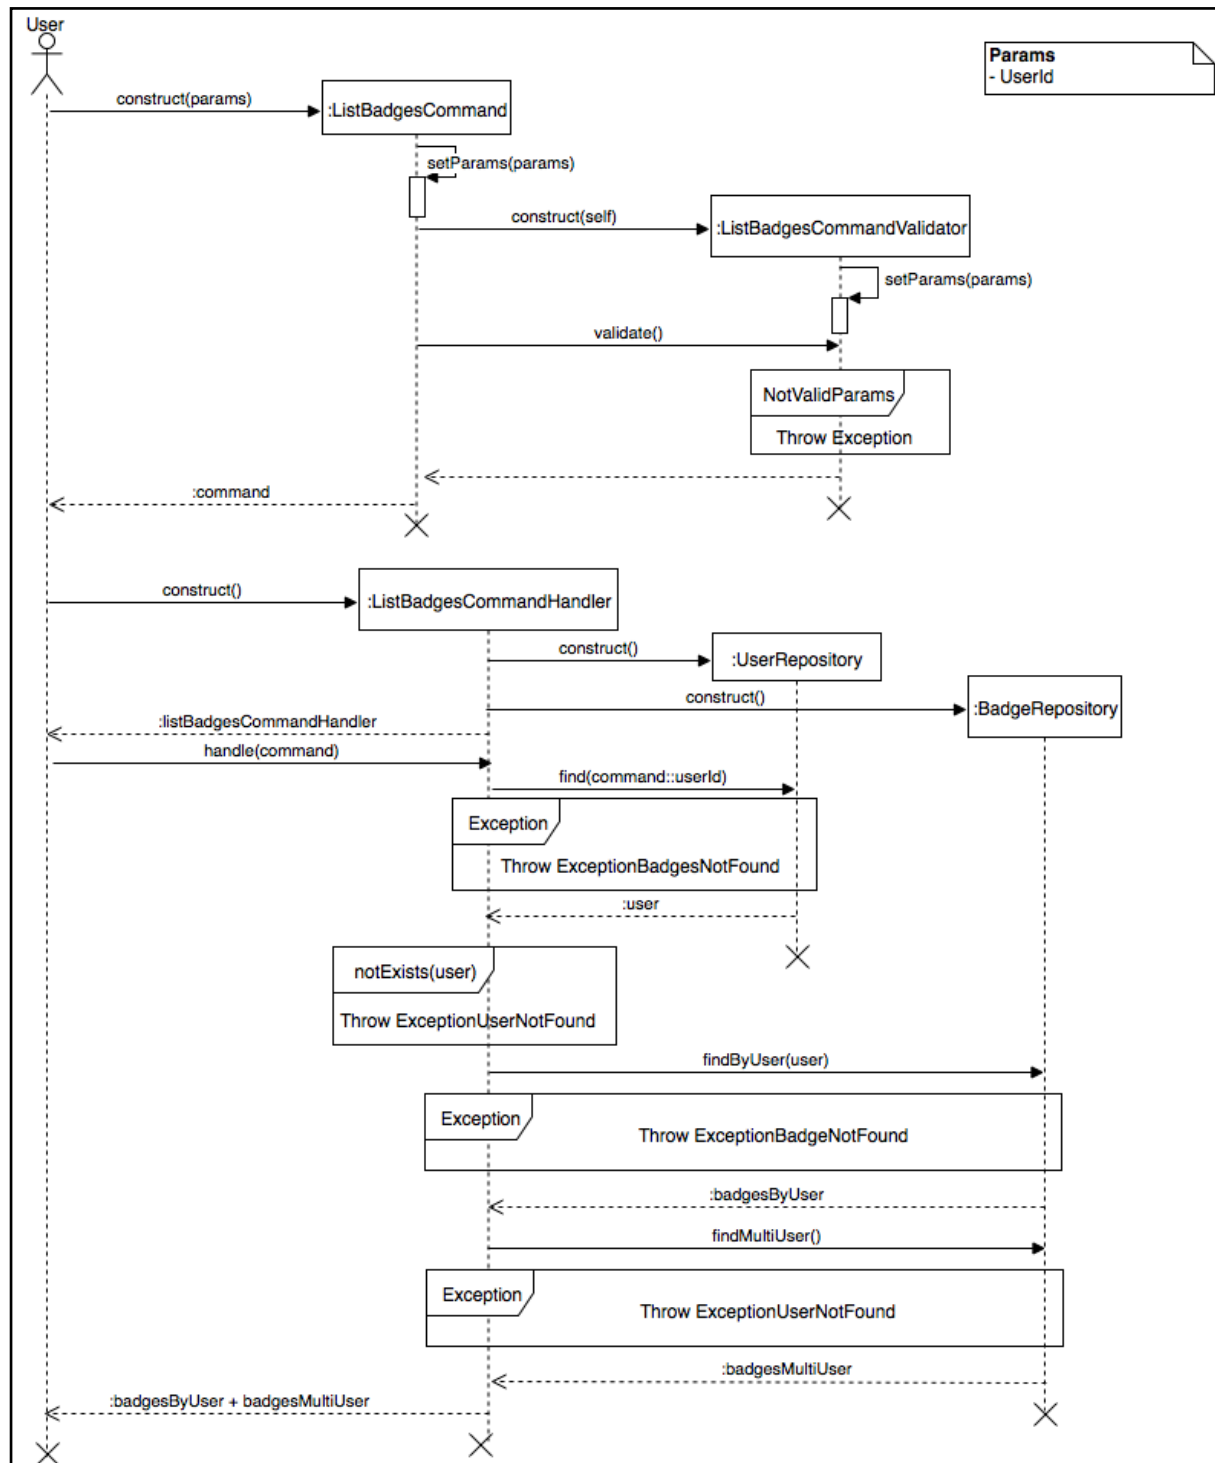 User
Params
- UserId
construct(params)
:ListBadgesCommand
setParams(params)
construct(self)
:ListBadgesCommandValidator
setParams(params)
validate()
NotValidParams
Throw Exception
:command
construct()
:ListBadgesCommandHandler
construct()
:UserRepository
construct()
:BadgeRepository
:listBadgesCommandHandler
handle(command)
find(command::userId)
Exception
Throw ExceptionBadgesNotFound
:user
notExists(user)
Throw ExceptionUserNotFound
findByUser(user)
Exception
Throw ExceptionBadgeNotFound
:badgesByUser
findMultiUser()
Exception
Throw ExceptionUserNotFound
:badgesMultiUser
:badgesByUser + badgesMultiUser